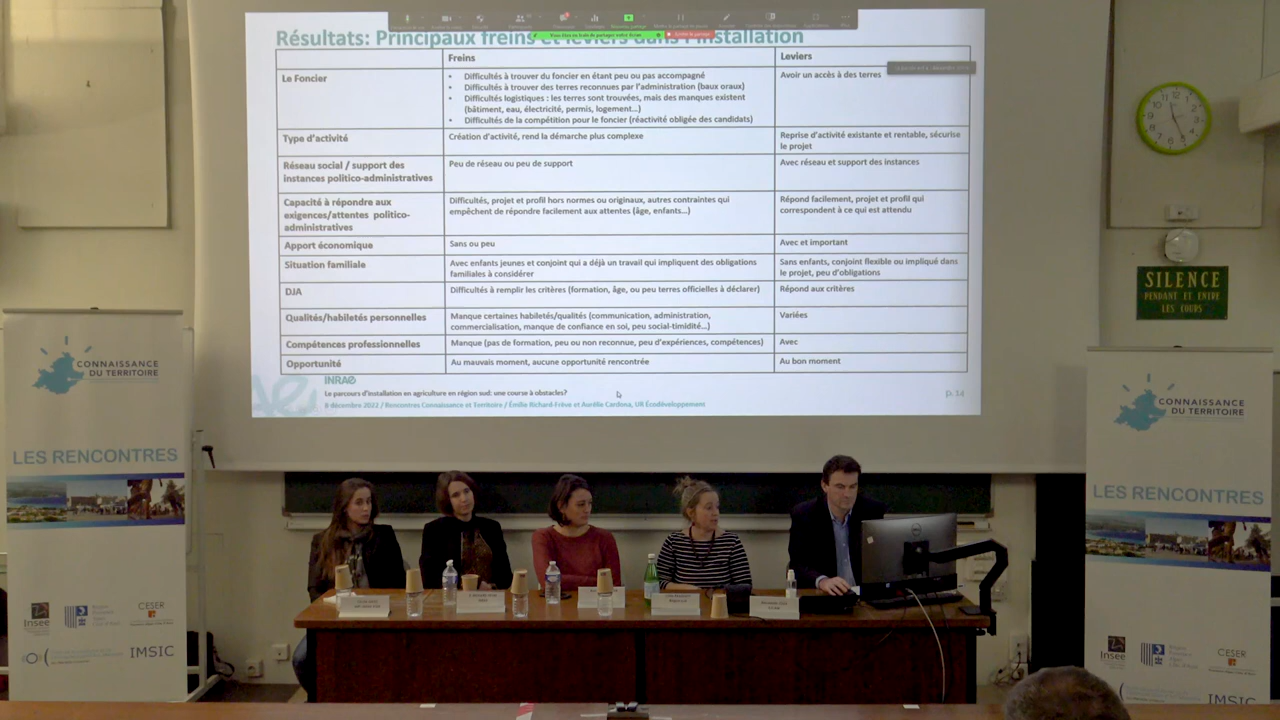 Résultats: Principaux freins et leviers dans l'installation
Freins
Leviers
Le Foncier
• Difficultés à trouver du foncier en étant peu ou pas accompagné
• Difficultés à trouver des terres reconnues par l'administration (baux oraux)
• Difficultés logistiques : les terres sont trouvées, mais des manques existent
(bâtiment, eau, électricité, permis, logement...)
• Difficultés de la compétition pour le foncier (réactivité obligée des candidats)
Avoir un accès à des terres
Type d'activité
Création d'activité, rend la démarche plus complexe
Reprise d'activité existante et rentable, sécurise
le projet
Réseau social / support des
instances politico-administratives
Peu de réseau ou peu de support
Avec réseau et support des instances
Capacité à répondre aux
exigences/attentes politico-
administratives
Difficultés, projet et profil hors normes ou originaux, autres contraintes qui
empêchent de répondre facilement aux attentes (âge, enfants...)
Répond facilement, projet et profil qui
correspondent à ce qui est attendu
Apport économique
Sans ou peu
Avec et important
Situation familiale
Avec enfants jeunes et conjoint qui a déjà un travail qui impliquent des obligations
familiales à considérer
Sans enfants, conjoint flexible ou impliqué dans
le projet, peu d'obligations
DJA
Difficultés à remplir les critères (formation, âge, ou peu terres officielles à déclarer)
Répond aux critères
Qualités/habiletés personnelles
Manque certaines habiletés/qualités (communication, administration,
commercialisation, manque de confiance en soi, peu social-timidité...)
Variées
Compétences professionnelles
Manque (pas de formation, peu ou non reconnue, peu d'expériences, compétences)
Avec
Opportunité
Au mauvais moment, aucune opportunité rencontrée
Au bon moment
INRAE
Le parcours d'installation en agriculture en région sud: une course à obstacles?
8 décembre 2022 / Rencontres Connaissance et Territoire / Émilie Richard-Frève et Aurélie Cardona, UR Écodéveloppement
p. 14
SILENCE
PENDANT ET ENTRE
LES COURS
CONNAISSANCE
DU TERRITOIRE
LES RENCONTRES
Insee
CESER
IMSIC
CONNAISSANCE
DU TERRITOIRE
LES RENCONTRES
Insee
CESER
IMSIC
DELL